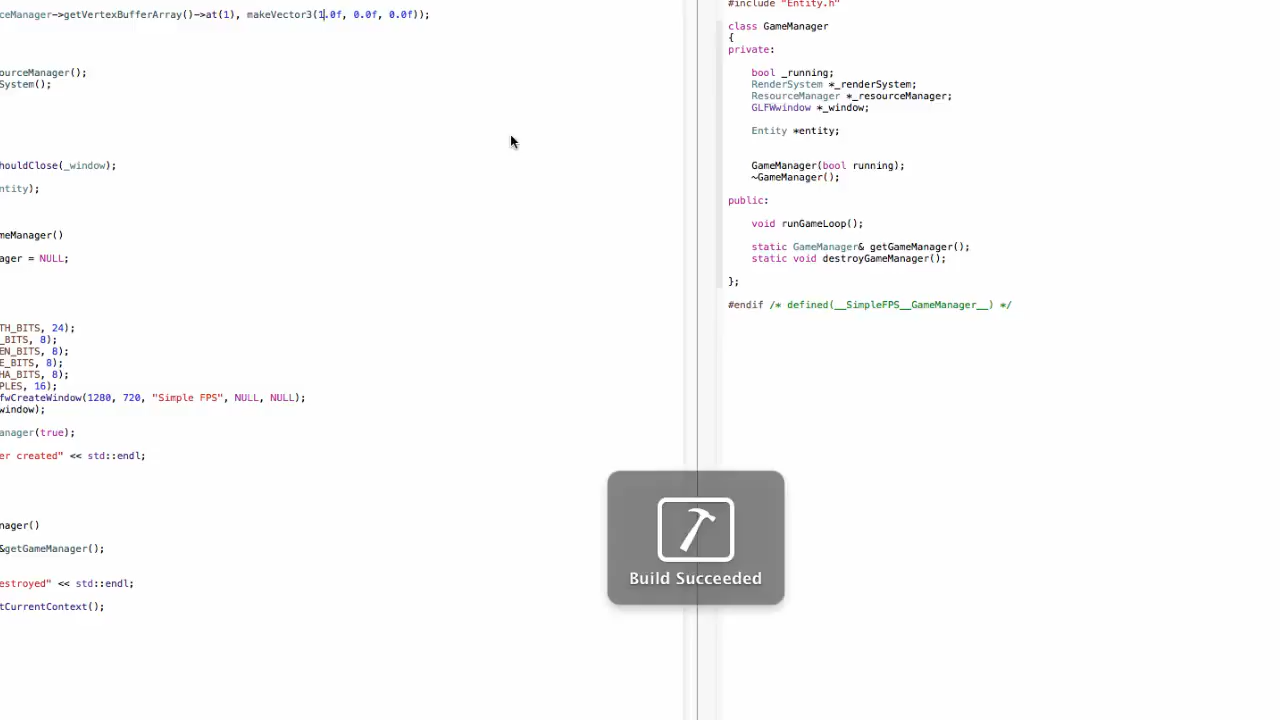 ceManager->getVertexBufferArray()->at(1), makeVector3(1.0f, 0.0f, 0.0f));
ourceManager();
System();
houldClose(_window);
ntity);
meManager()
ager = NULL;
TH_BITS, 24);
_BITS, 8);
EN_BITS, 8);
E_BITS, 8);
HA_BITS, 8);
PLES, 16);
fwCreateWindow(1280, 720, "Simple FPS", NULL, NULL);
window);
anager(true);
er created" << std::endl;
nager()
&getGameManager();
estroyed" << std::endl;
tCurrentContext();
#include "Entity.h"
class GameManager
{
private:
bool _running;
RenderSystem *_renderSystem;
ResourceManager *_resourceManager;
GLFWwindow *_window;
Entity *entity;
GameManager(bool running);
~GameManager();
public:
void runGameLoop();
static GameManager& getGameManager();
static void destroyGameManager();
};
#endif /* defined(__SimpleFPS__GameManager__) */
Build Succeeded